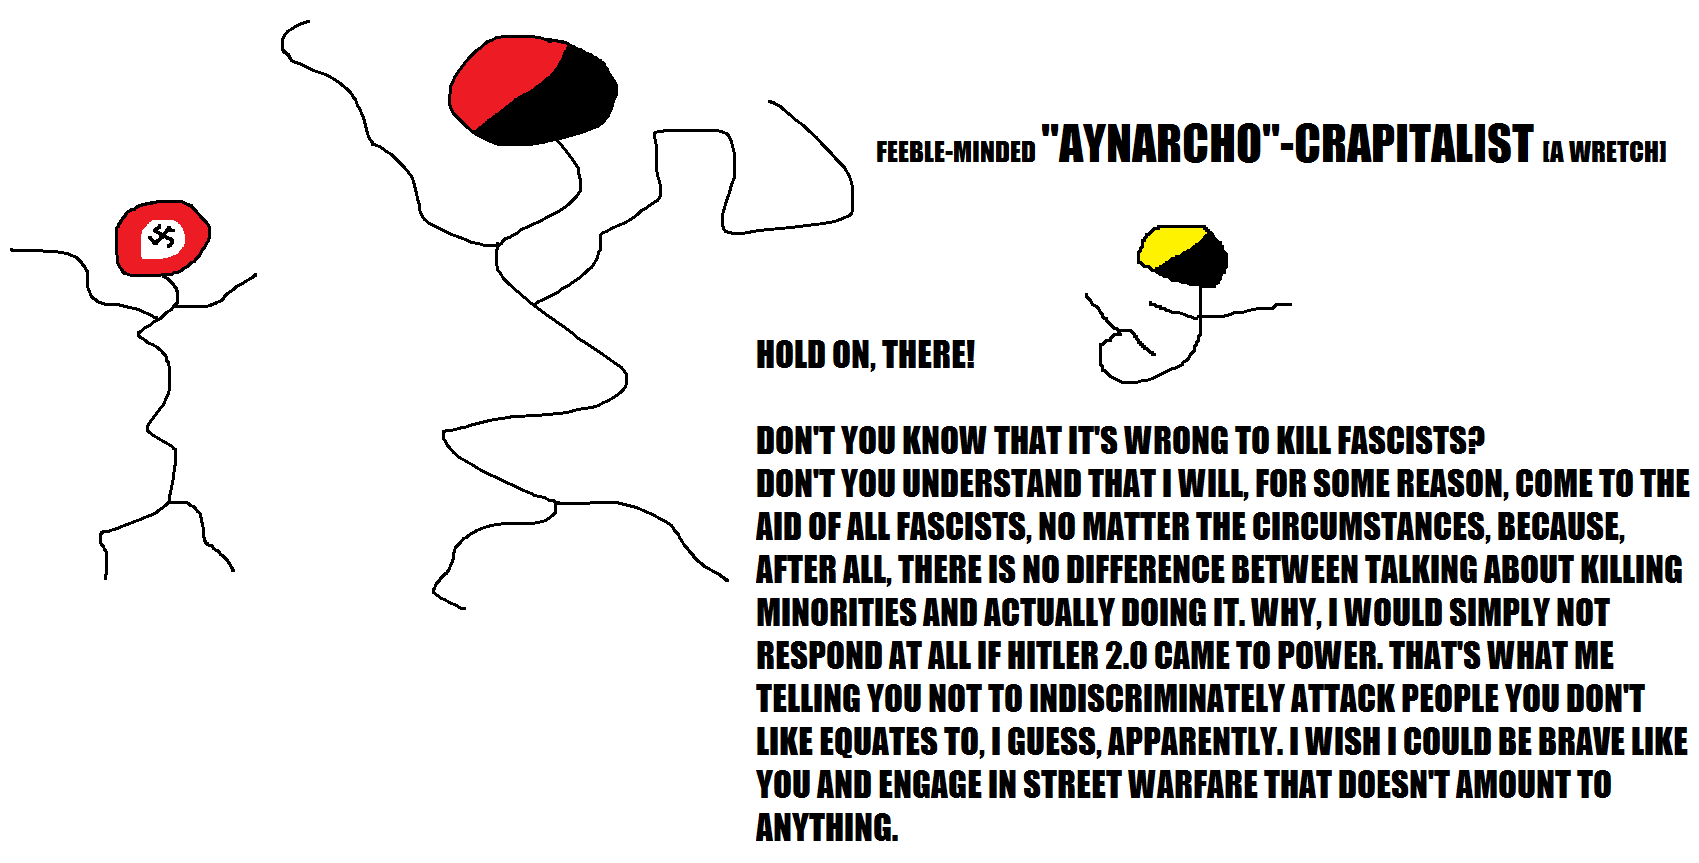 FEEBLE-MINDED "AYNARCHO"-CRAPITALIST [A WRETCH]
HOLD ON, THERE!
DON'T YOU KNOW THAT IT'S WRONG TO KILL FASCISTS?
DON'T YOU UNDERSTAND THAT I WILL, FOR SOME REASON, COME TO THE
AID OF ALL FASCISTS, NO MATTER THE CIRCUMSTANCES, BECAUSE,
AFTER ALL, THERE IS NO DIFFERENCE BETWEEN TALKING ABOUT KILLING
MINORITIES AND ACTUALLY DOING IT. WHY, I WOULD SIMPLY NOT
RESPOND AT ALL IF HITLER 2.0 CAME TO POWER. THAT'S WHAT ME
TELLING YOU NOT TO INDISCRIMINATELY ATTACK PEOPLE YOU DON'T
LIKE EQUATES TO, I GUESS, APPARENTLY. I WISH I COULD BE BRAVE LIKE
YOU AND ENGAGE IN STREET WARFARE THAT DOESN'T AMOUNT TO
ANYTHING.